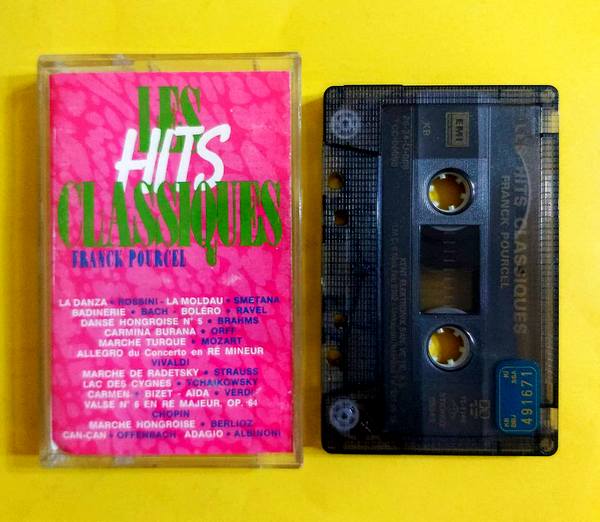 LES
HITS
CLASSIQUES
FRANCK POURCEL
LA DANZA • ROSSINI - LA MOLDAU • SMETANA
BADINERIE • BACH - BOLÉRO • RAVEL
DANSE HONGROISE N° 5 • BRAHMS
CARMINA BURANA • ORFF
MARCHE TURQUE • MOZART
ALLEGRO du Concerto en RÉ MINEUR
VIVALDI
MARCHE DE RADETSKY • STRAUSS
LAC DES CYGNES • TCHAIKOWSKY
CARMEN • BIZET - AÏDA • VERDI
VALSE N° 6 EN RE MAJEUR, OP. 64
CHOPIN
MARCHE HONGROISE • BERLIOZ
CAN-CAN • OFFENBACH ADAGIO • ALBINONI
EMI
KB
LES HITS CLASSIQUES
FRANCK POURCEL
491671